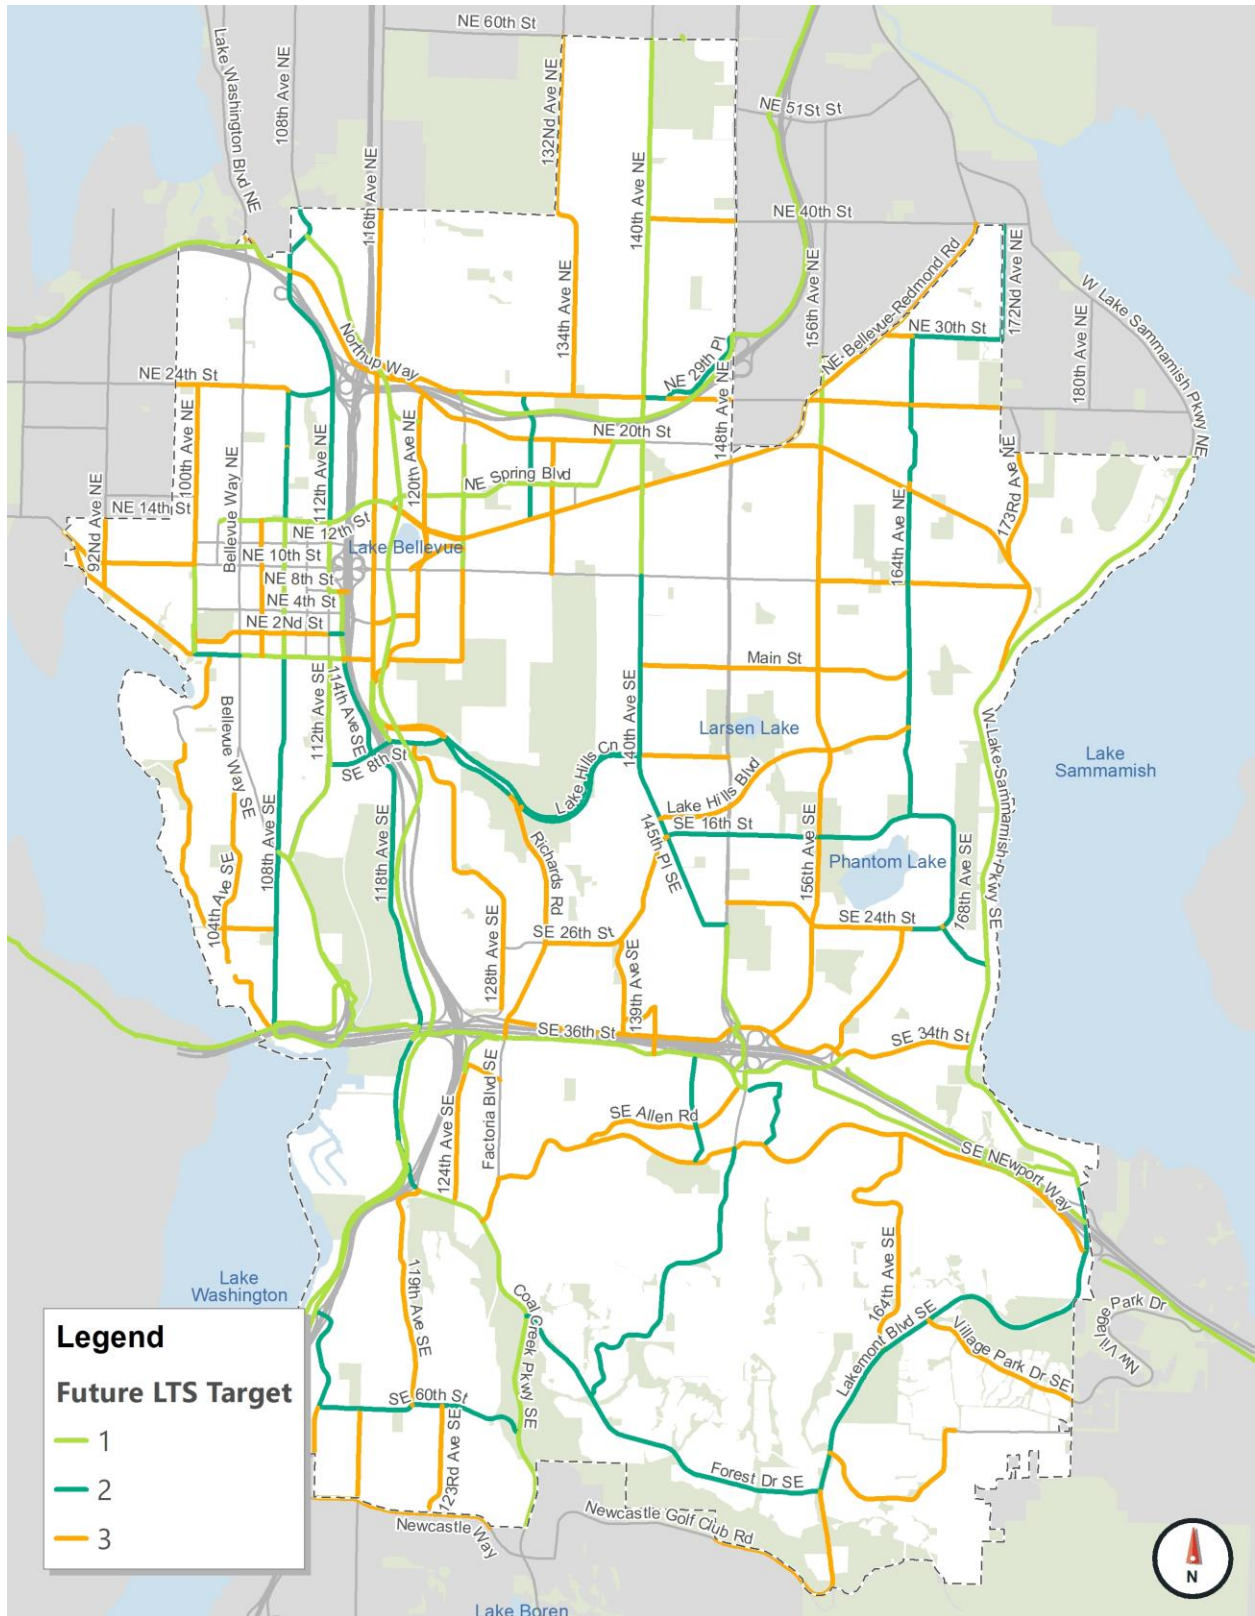 NE 60th St
Lake Washington Blvd NE
108th Ave NE
116th Ave NE
132Nd Ave NE
NE 51St St
140th Ave NE
NE 40th St
156th Ave NE
NE Bellevue-Redmond Rd
172Nd Ave NE
W Lake Sammamish Pkwy NE
NE 30th St
180th Ave NE
134th Ave NE
Northup Way
NE 29th Pl
NE 24th St
148th Ave NE
100th Ave NE
Bellevue Way NE
112th Ave NE
120th Ave NE
NE 20th St
NE Spring Blvd
173Rd Ave NE
92Nd Ave NE
NE 14th St
NE 12th St
Lake Bellevue
NE 10th St
164th Ave NE
NE 8th St
NE 4th St
NE 2Nd St
Main St
112th Ave SE
114th Ave SE
Bellevue Way SE
140th Ave SE
Larsen Lake
W Lake Sammamish Pkwy SE
Lake
Sammamish
SE 8th St
Lake Hills Cn
Lake Hills Blvd
SE 16th St
108th Ave SE
118th Ave SE
Richards Rd
145th Pl SE
156th Ave SE
Phantom Lake
168th Ave SE
104th Ave SE
SE 24th St
SE 26th St
128th Ave SE
139th Ave SE
SE 36th St
SE 34th St
Factoria Blvd SE
124th Ave SE
SE Allen Rd
SE NEwport Way
Lake
Washington
119th Ave SE
Coal Creek Pkwy SE
164th Ave SE
Lakemont Blvd SE
Village Park Dr SE
NW Village Park Dr
SE 60th St
123Rd Ave SE
Forest Dr SE
Newcastle Way
Newcastle Golf Club Rd
Lake Boren
Legend
Future LTS Target
1
2
3
N